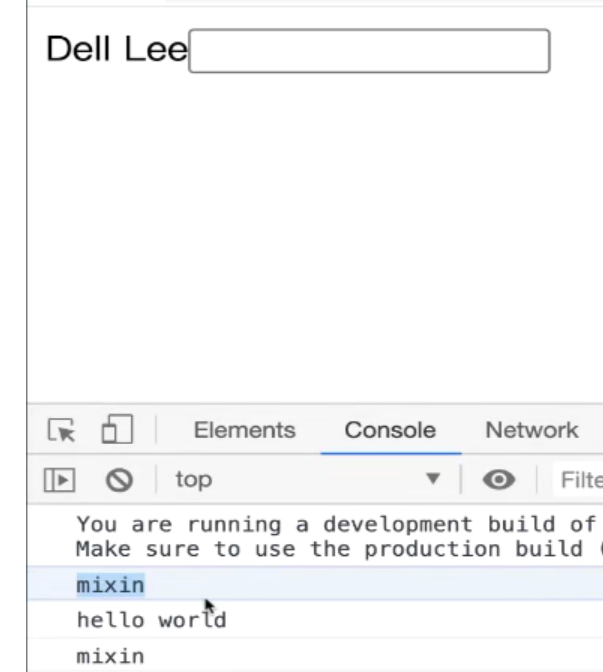 Dell Lee
Elements Console Network
top Filte
You are running a development build of
Make sure to use the production build (
mixin
hello world
mixin